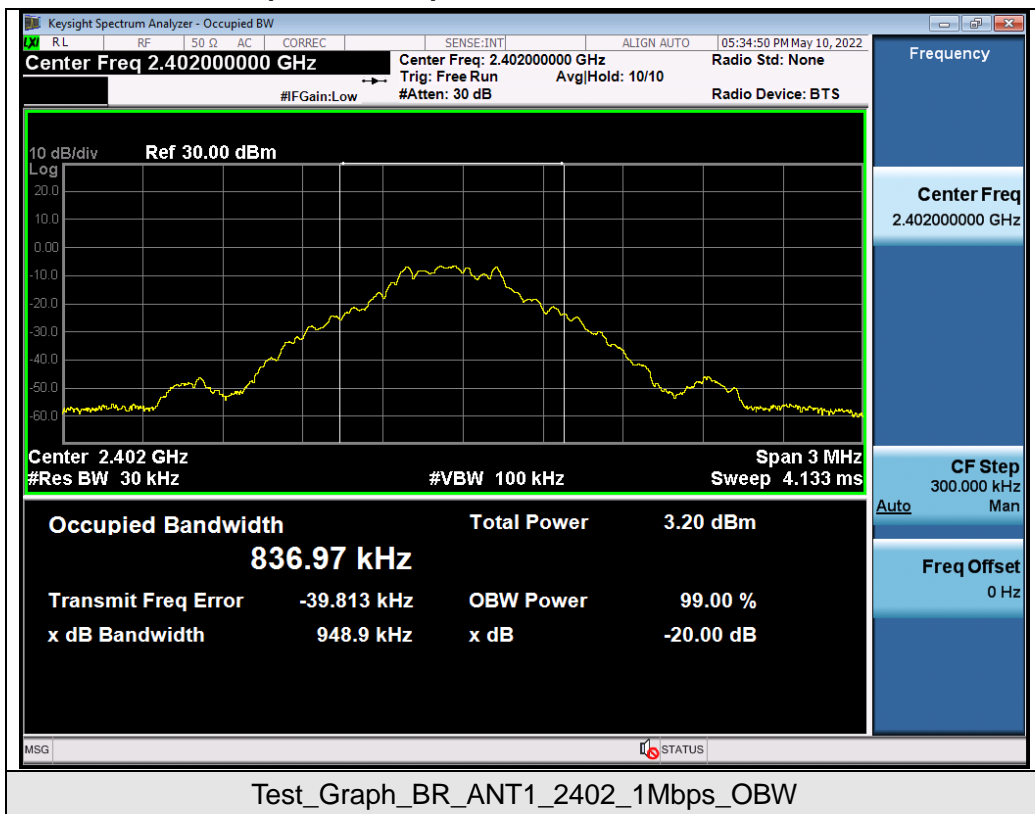 Keysight Spectrum Analyzer - Occupied BW
LXI RL RF 50 Ω AC CORREC SENSE:INT ALIGN AUTO 05:34:50 PM May 10, 2022
Center Freq 2.402000000 GHz
Center Freq: 2.402000000 GHz
Radio Std: None
Trig: Free Run Avg|Hold: 10/10
#IFGain:Low #Atten: 30 dB Radio Device: BTS
Frequency
10 dB/div Ref 30.00 dBm
Log
20.0
10.0
0.00
-10.0
-20.0
-30.0
-40.0
-50.0
-60.0
Center 2.402 GHz Span 3 MHz
#Res BW 30 kHz #VBW 100 kHz Sweep 4.133 ms
Center Freq
2.402000000 GHz
CF Step
300.000 kHz
Auto Man
Freq Offset
0 Hz
Occupied Bandwidth Total Power 3.20 dBm
836.97 kHz
Transmit Freq Error -39.813 kHz OBW Power 99.00 %
x dB Bandwidth 948.9 kHz x dB -20.00 dB
MSG STATUS
Test_Graph_BR_ANT1_2402_1Mbps_OBW